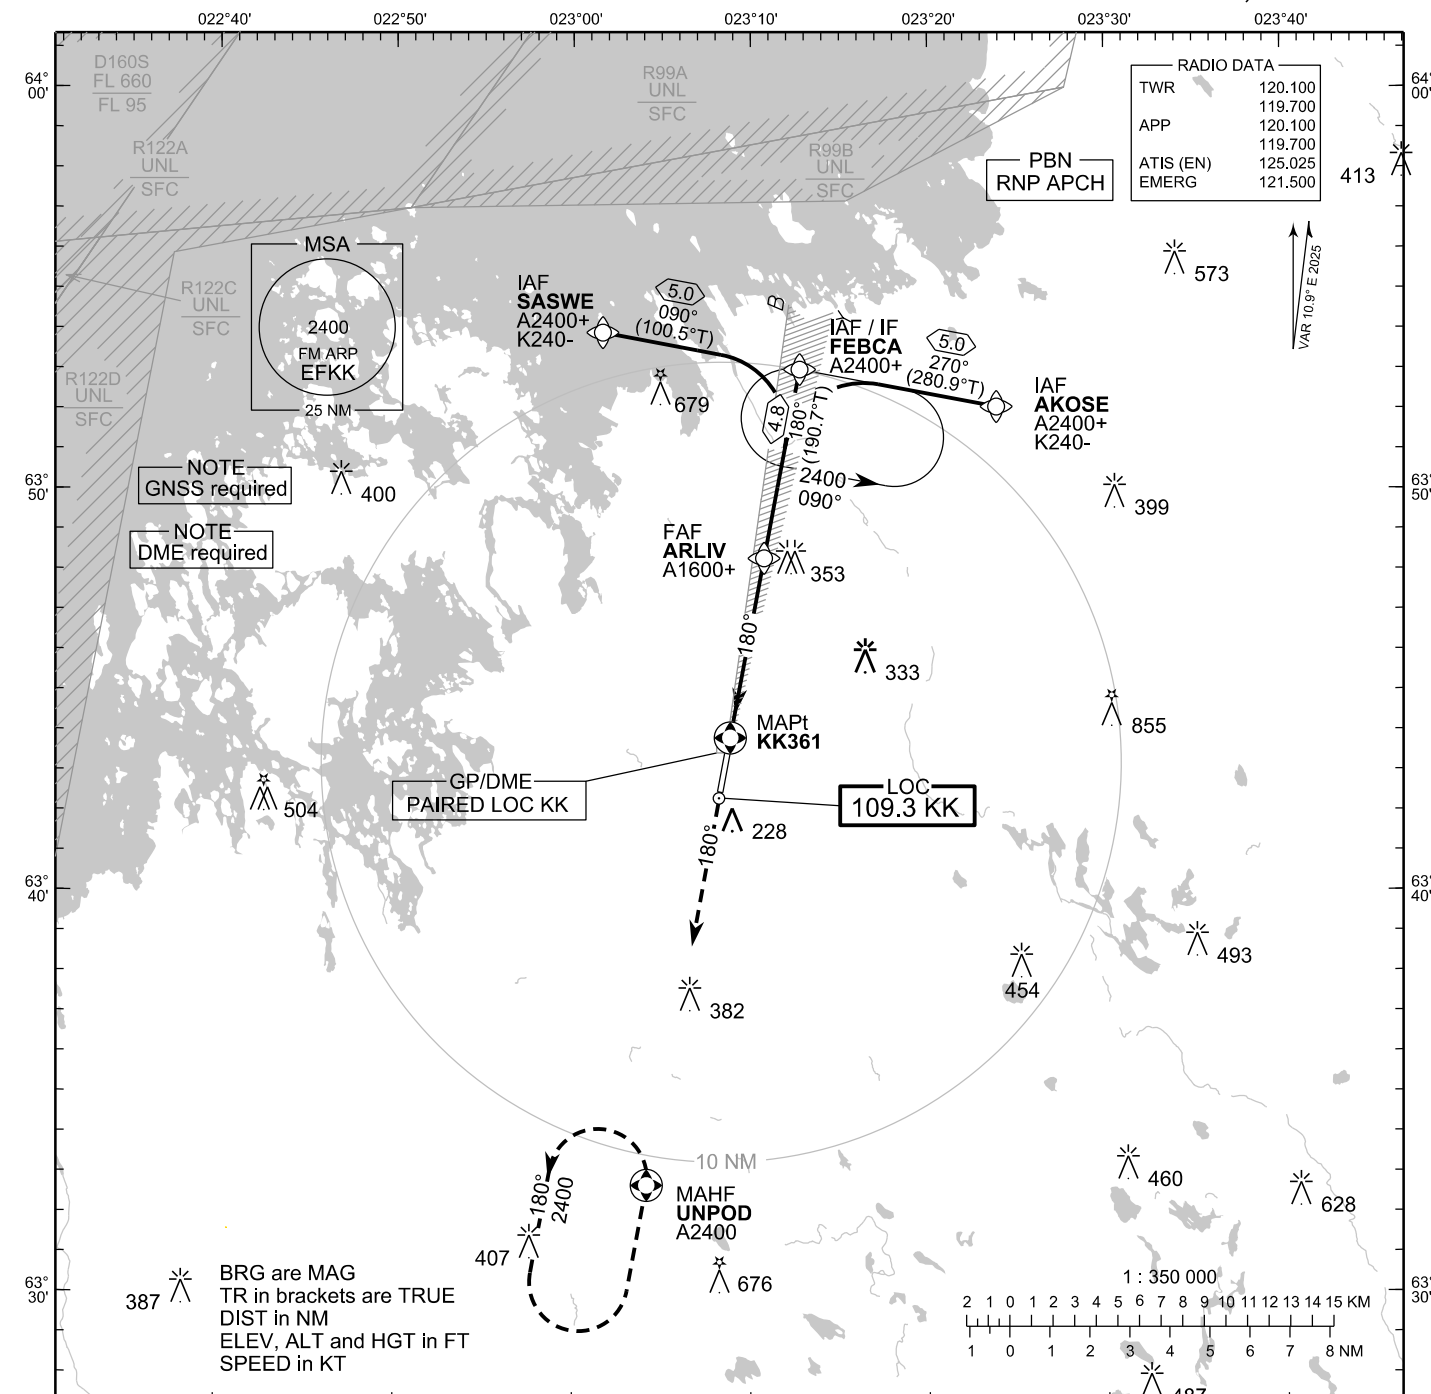 022°40' 022°50' 023°00' 023°10' 023°20' 023°30' 023°40'
64°
00'
64°
00'
D160S
FL 660
FL 95
R99A
UNL
SFC
R122A
UNL
SFC
R99B
UNL
SFC
PBN
RNP APCH
RADIO DATA
TWR 120.100
119.700
APP 120.100
119.700
ATIS (EN) 125.025
EMERG 121.500
413
MSA
2400
FM ARP
EFKK
25 NM
R122C
UNL
SFC
R122D
UNL
SFC
IAF
SASWE
A2400+
K240-
5.0
090°
(100.5°T)
B
IAF / IF
FEBCA
A2400+
5.0
270°
(280.9°T)
IAF
AKOSE
A2400+
K240-
573
VAR 10.9° E 2025
679
4.8
180°
(190.7°T)
2400
090°
63°
50'
63°
50'
NOTE
GNSS required
400
399
NOTE
DME required
FAF
ARLIV
A1600+
353
180°
333
855
MAPt
KK361
GP/DME
PAIRED LOC KK
LOC
109.3 KK
504
228
180°
63°
40'
63°
40'
493
454
382
10 NM
460
628
180°
2400
MAHF
UNPOD
A2400
407
676
387
63°
30'
63°
30'
BRG are MAG
TR in brackets are TRUE
DIST in NM
ELEV, ALT and HGT in FT
SPEED in KT
1 : 350 000
2 1 0 1 2 3 4 5 6 7 8 9 10 11 12 13 14 15 KM
1 0 1 2 3 4 5 6 7 8 NM